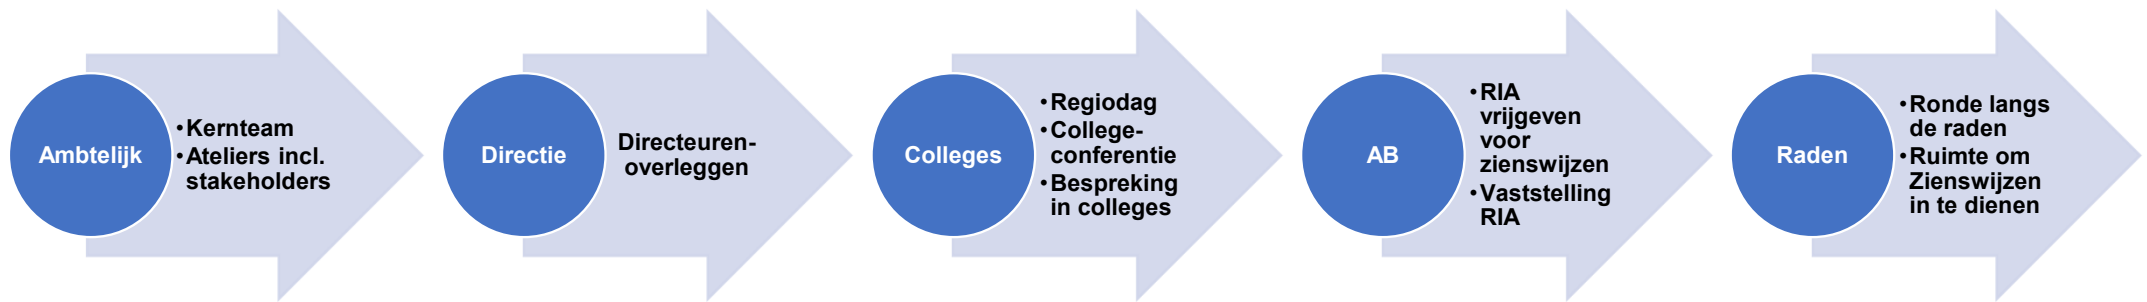 Ambtelijk
•Kernteam
•Ateliers incl.
stakeholders
Directie
Directeuren-
overleggen
Colleges
•Regiodag
•College-
conferentie
•Bespreking
in colleges
AB
•RIA
vrijgeven
voor
zienswijzen
•Vaststelling
RIA
Raden
•Ronde langs
de raden
•Ruimte om
Zienswijzen
in te dienen